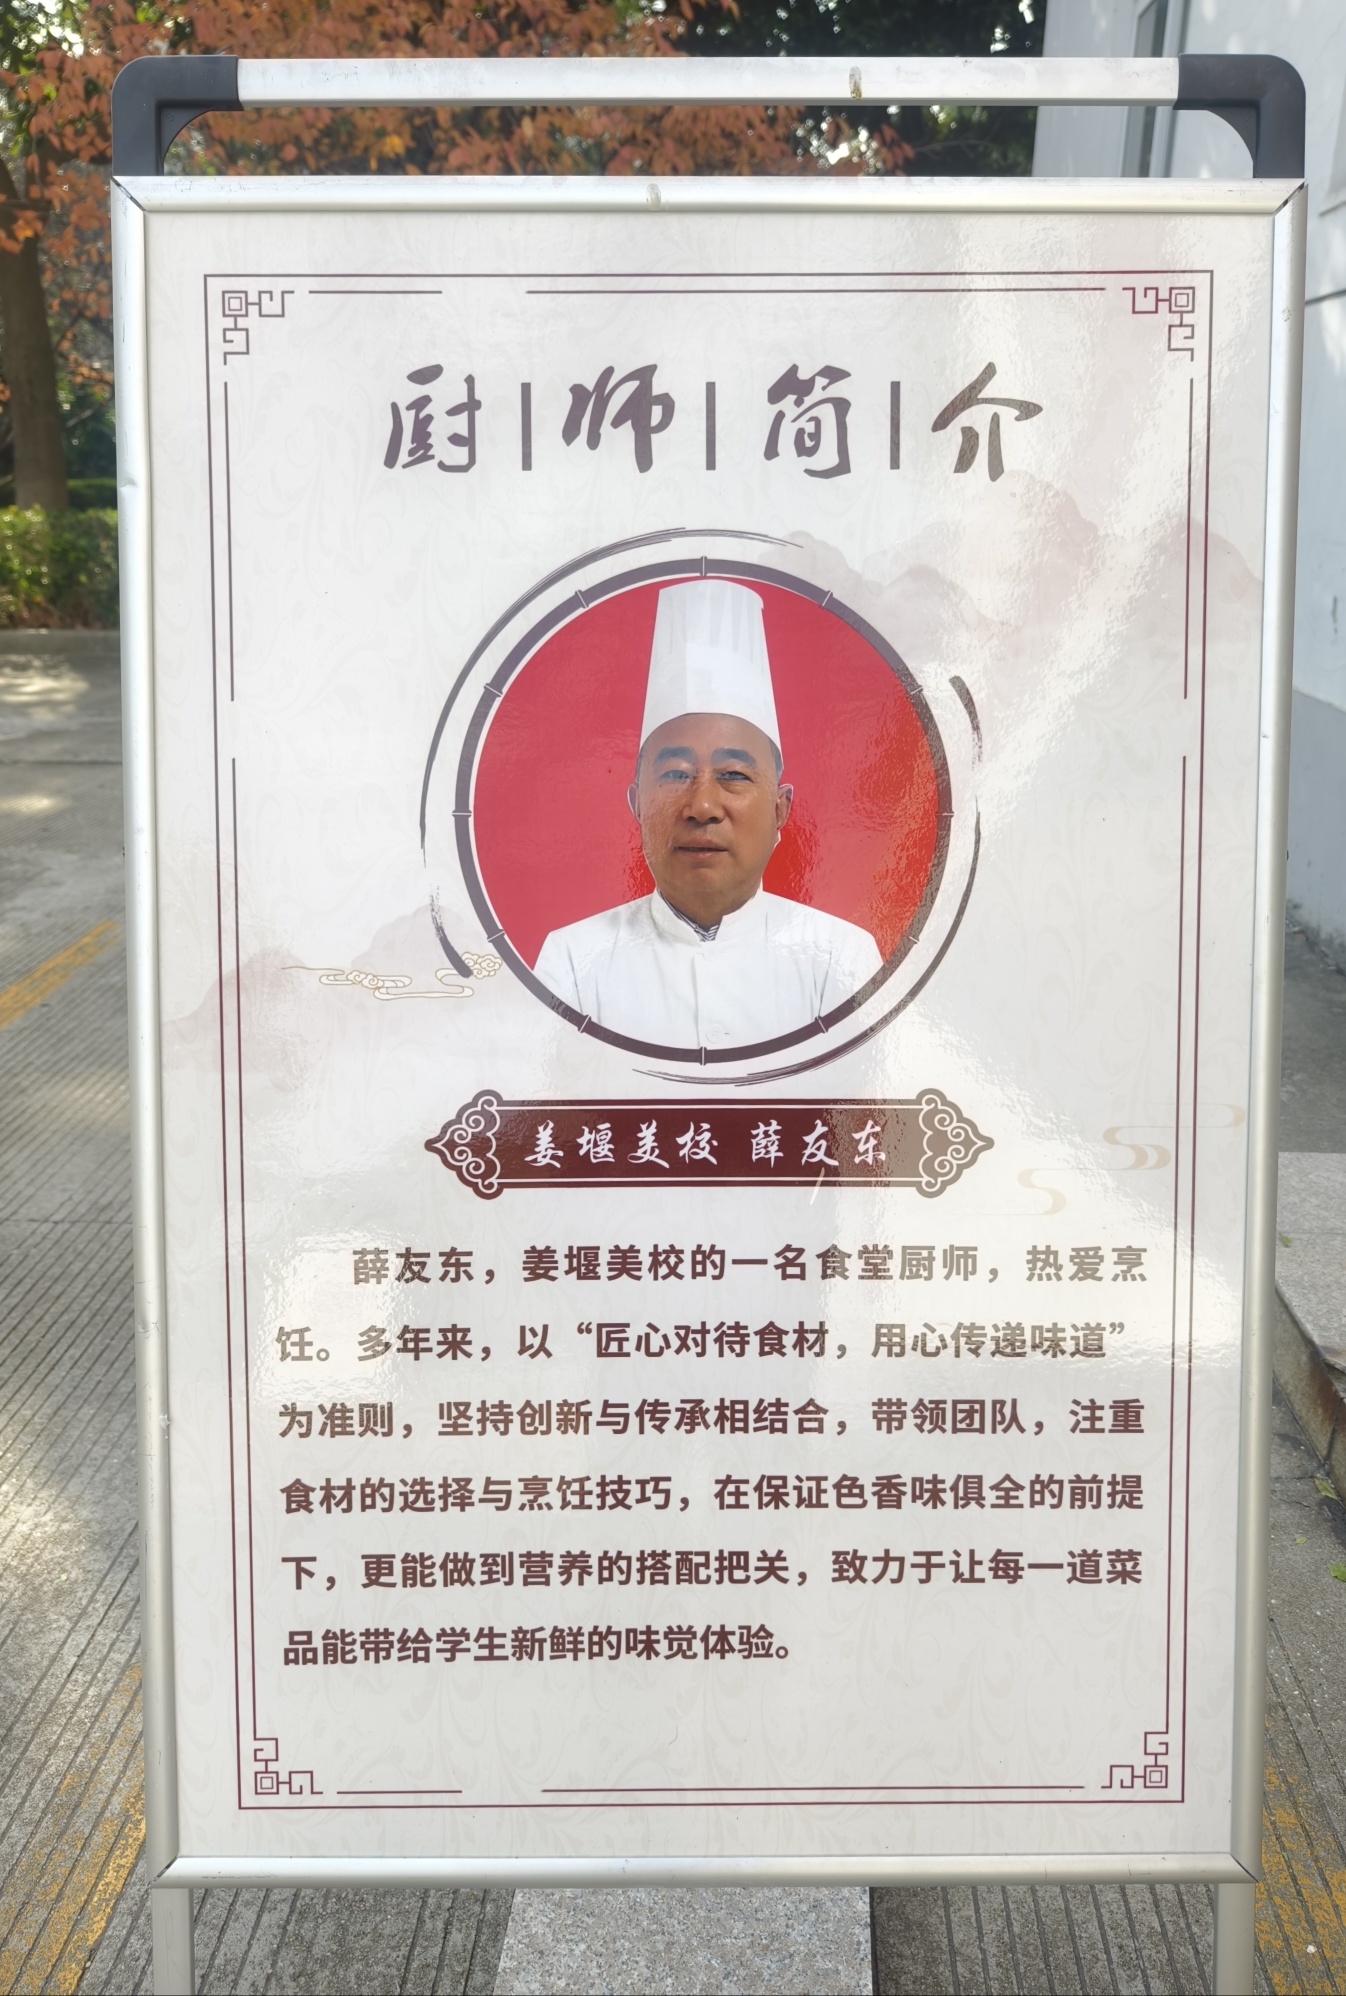 厨|师|简|介
姜堰美校 薛友东
薛友东，姜堰美校的一名食堂厨师，热爱烹
饪。多年来，以“匠心对待食材，用心传递味道”
为准则，坚持创新与传承相结合，带领团队，注重
食材的选择与烹饪技巧，在保证色香味俱全的前提
下，更能做到营养的搭配把关，致力于让每一道菜
品能带给学生新鲜的味觉体验。